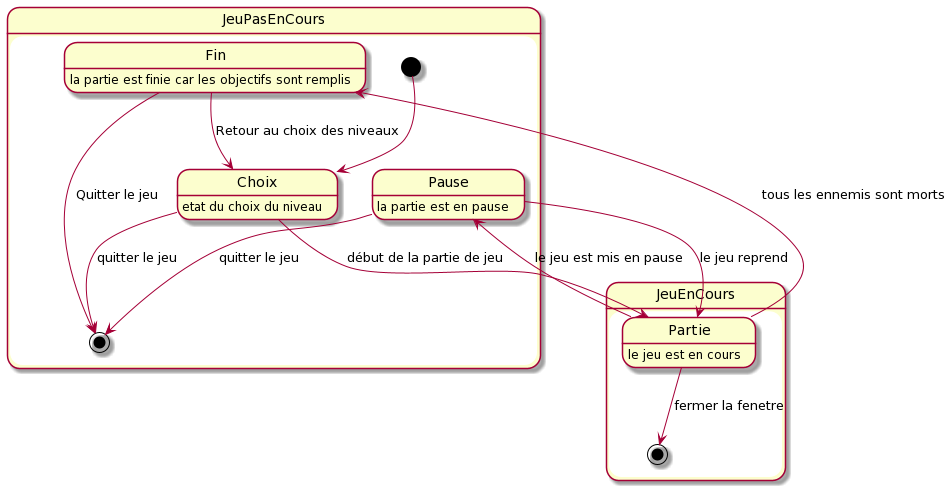 JeuPasEnCours
Fin
la partie est finie car les objectifs sont remplis
Retour au choix des niveaux
Choix
etat du choix du niveau
Pause
la partie est en pause
Quitter le jeu
tous les ennemis sont morts
quitter le jeu
quitter le jeu
début de la partie de jeu
le jeu est mis en pause
le jeu reprend
JeuEnCours
Partie
le jeu est en cours
fermer la fenetre